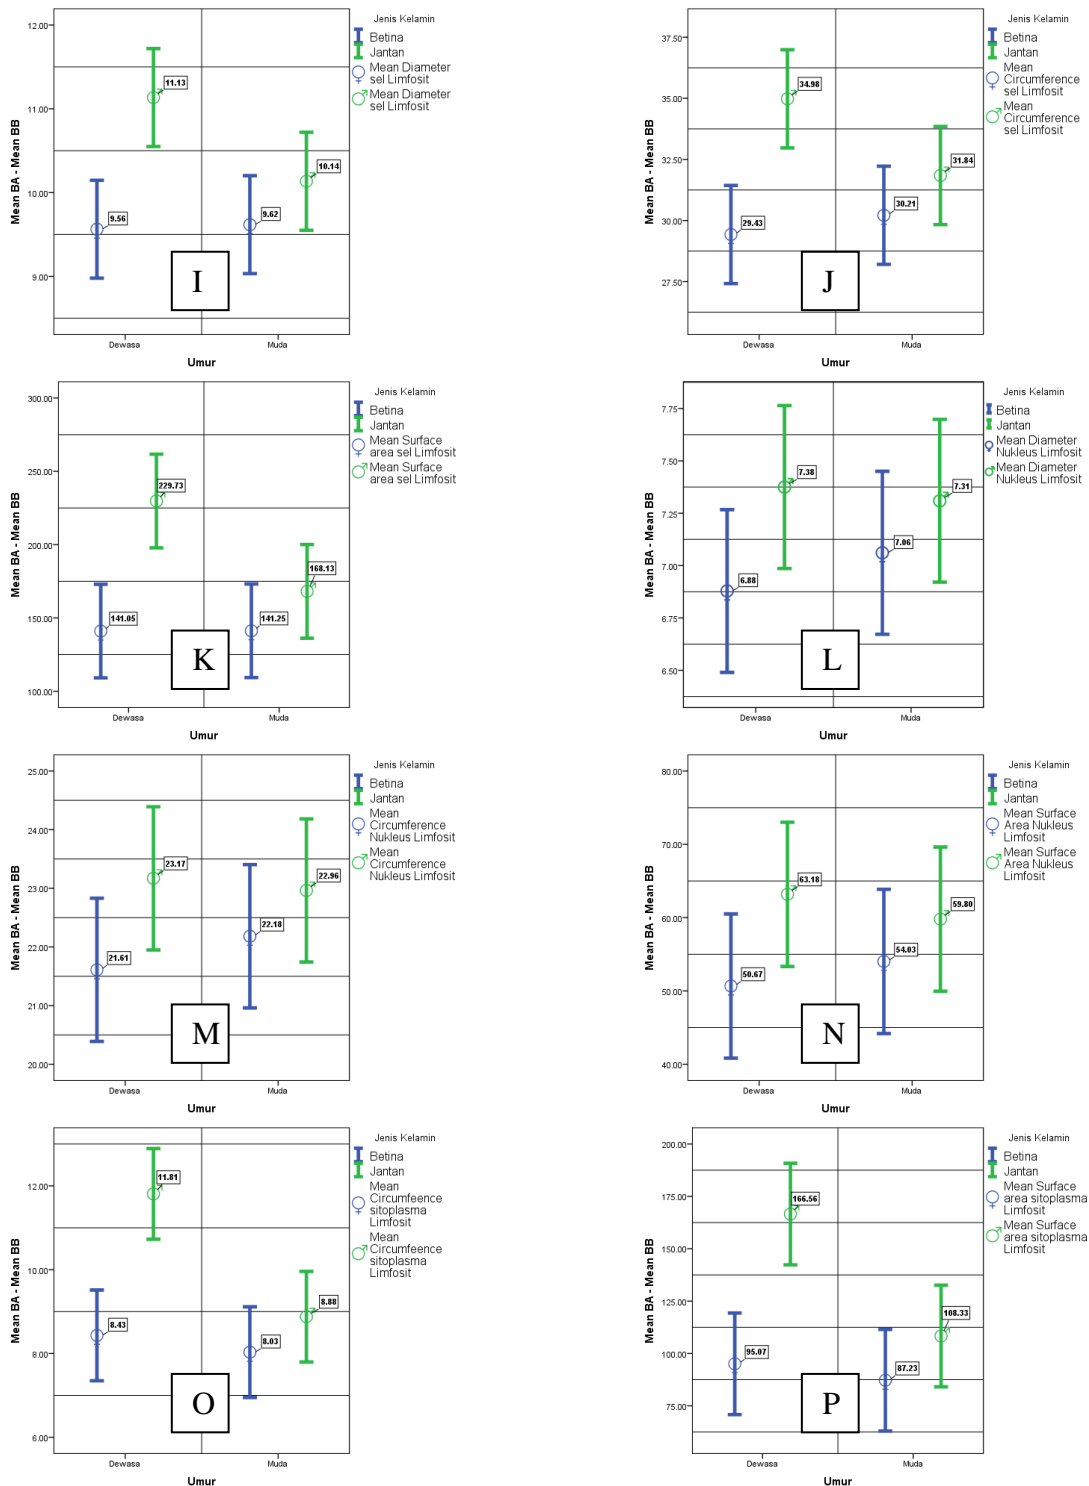 12.00
11.00
10.00
9.00
Mean BA - Mean BB
11.13
10.14
9.56
9.62
I
Dewasa
Muda
Umur
Jenis Kelamin
Betina
Jantan
Mean Diameter
sel Limfosit
Mean Diameter
sel Limfosit
37.50
35.00
32.50
30.00
27.50
Mean BA - Mean BB
34.98
31.84
29.43
30.21
J
Dewasa
Muda
Umur
Jenis Kelamin
Betina
Jantan
Mean
Circumference
sel Limfosit
Mean
Circumference
sel Limfosit
300.00
250.00
200.00
150.00
100.00
Mean BA - Mean BB
229.73
168.13
141.05
141.25
K
Dewasa
Muda
Umur
Jenis Kelamin
Betina
Jantan
Mean Surface
area sel Limfosit
Mean Surface
area sel Limfosit
7.75
7.50
7.25
7.00
6.75
6.50
Mean BA - Mean BB
7.38
7.31
6.88
7.06
L
Dewasa
Muda
Umur
Jenis Kelamin
Betina
Jantan
Mean Diameter
Nukleus Limfosit
Mean Diameter
Nukleus Limfosit
25.00
24.00
23.00
22.00
21.00
20.00
Mean BA - Mean BB
23.17
22.96
21.61
22.18
M
Dewasa
Muda
Umur
Jenis Kelamin
Betina
Jantan
Mean
Circumference
Nukleus Limfosit
Mean
Circumference
Nukleus Limfosit
80.00
70.00
60.00
50.00
40.00
Mean BA - Mean BB
63.18
59.80
50.67
54.03
N
Dewasa
Muda
Umur
Jenis Kelamin
Betina
Jantan
Mean Surface
Area Nukleus
Limfosit
Mean Surface
Area Nukleus
Limfosit
12.00
10.00
8.00
6.00
Mean BA - Mean BB
11.81
8.88
8.43
8.03
O
Dewasa
Muda
Umur
Jenis Kelamin
Betina
Jantan
Mean
Circumfeence
sitoplasma
Limfosit
Mean
Circumfeence
sitoplasma
Limfosit
200.00
175.00
150.00
125.00
100.00
75.00
Mean BA - Mean BB
166.56
108.33
95.07
87.23
P
Dewasa
Muda
Umur
Jenis Kelamin
Betina
Jantan
Mean Surface
area sitoplasma
Limfosit
Mean Surface
area sitoplasma
Limfosit